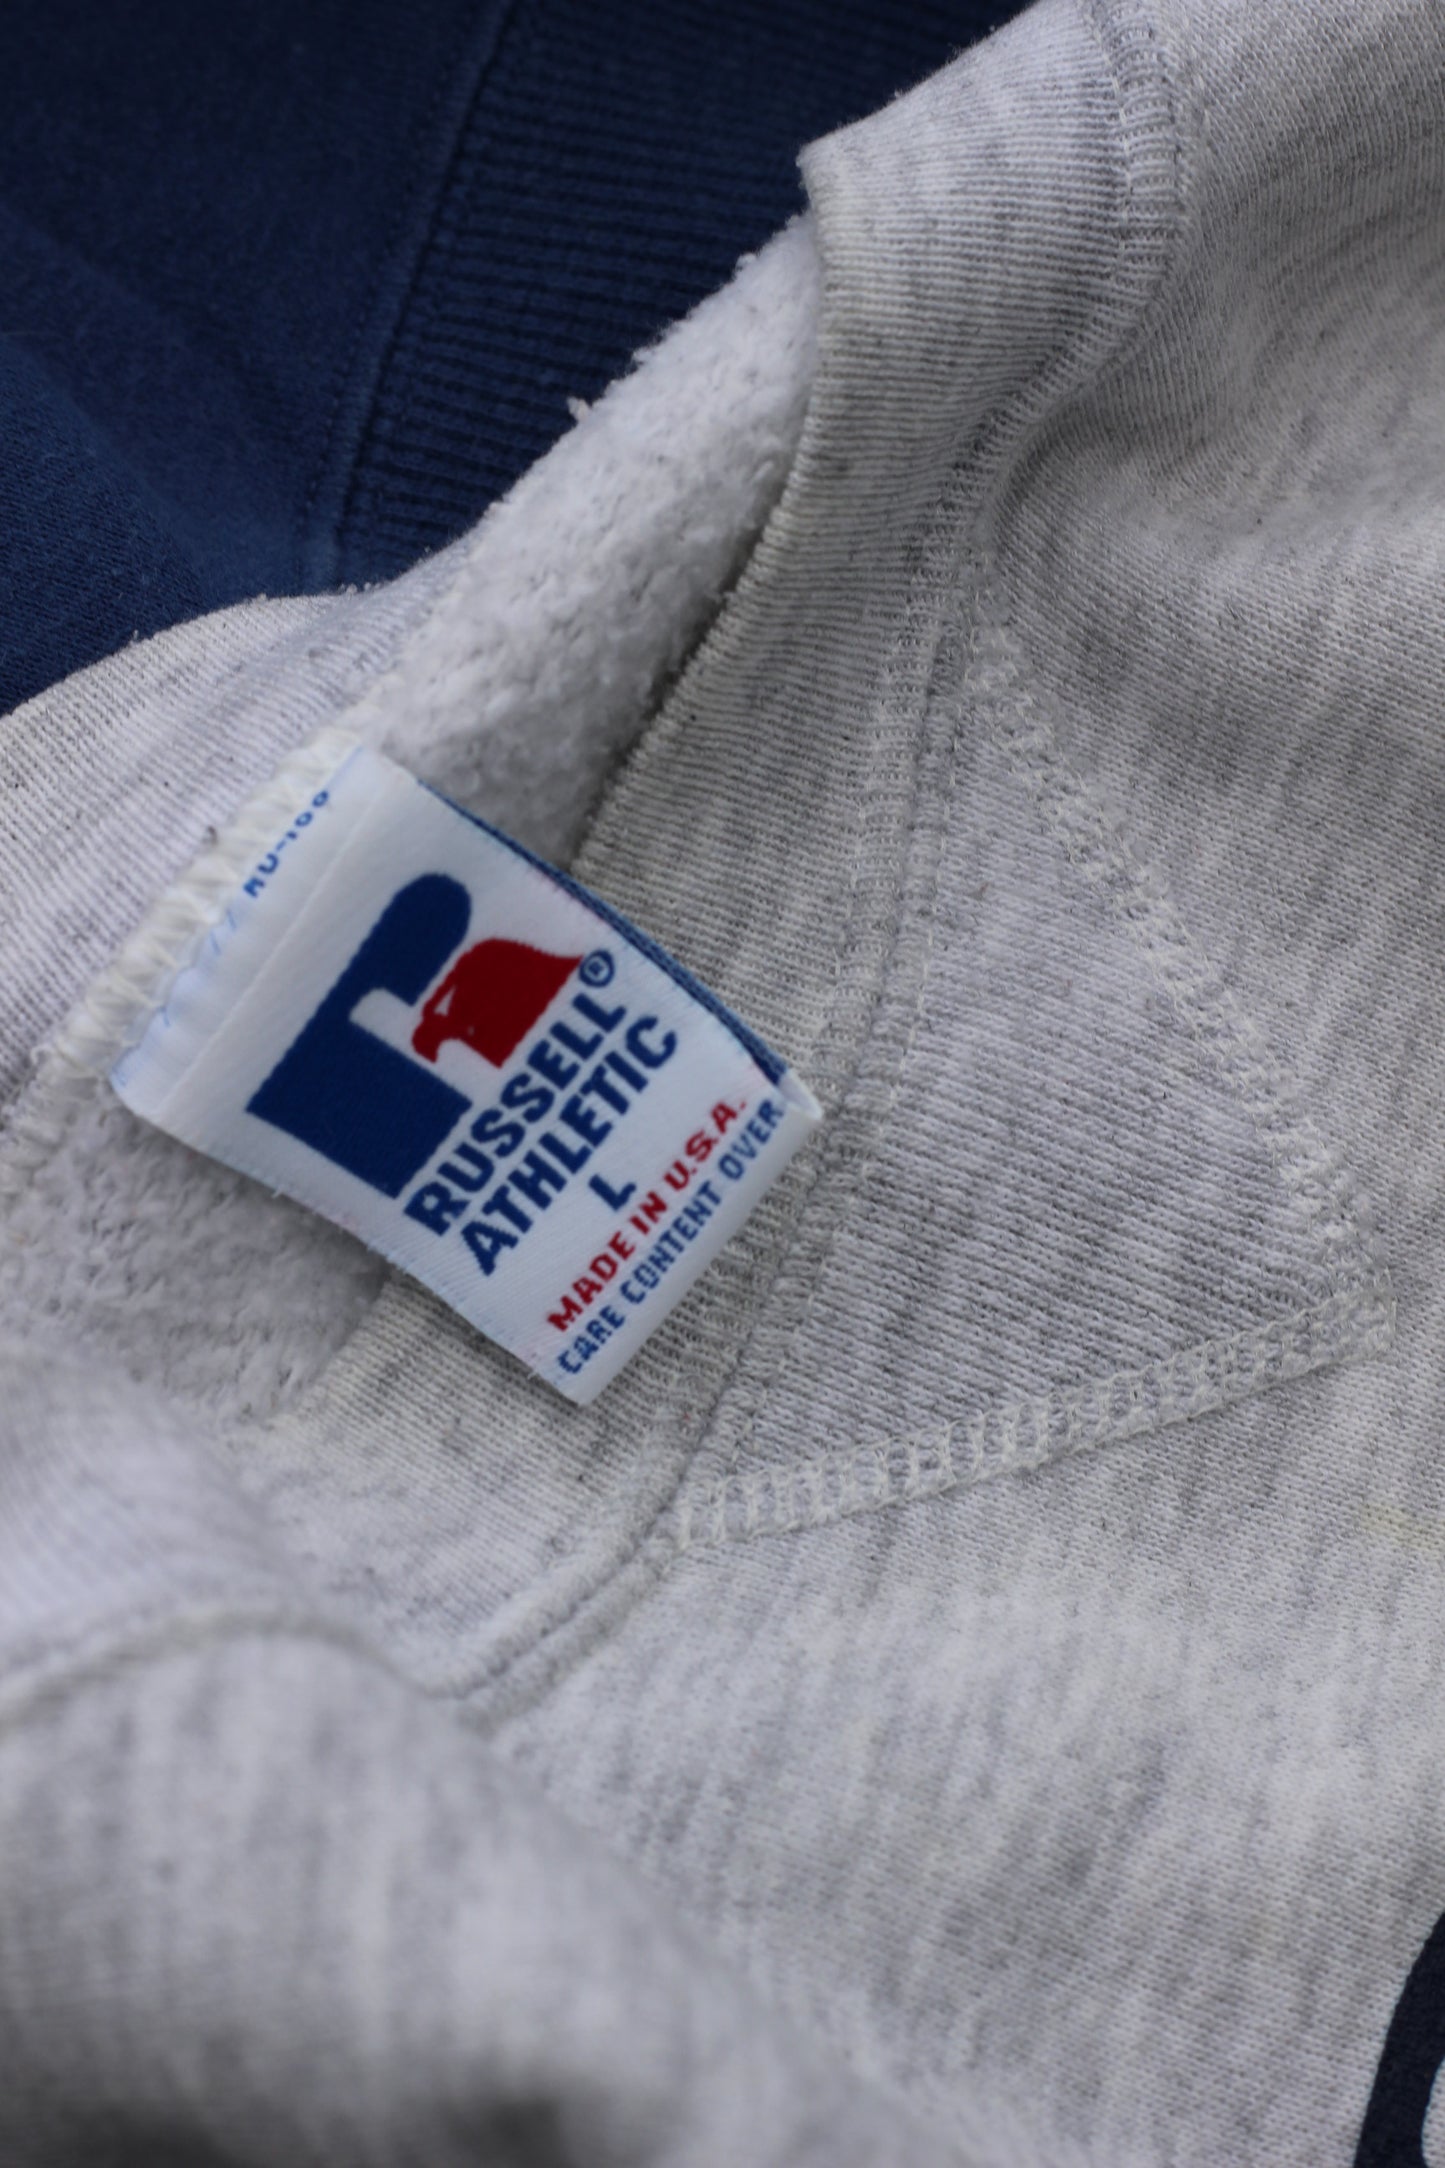 RUSSELL®
ATHLETIC
L
MADE IN U.S.A.
CARE CONTENT OVER